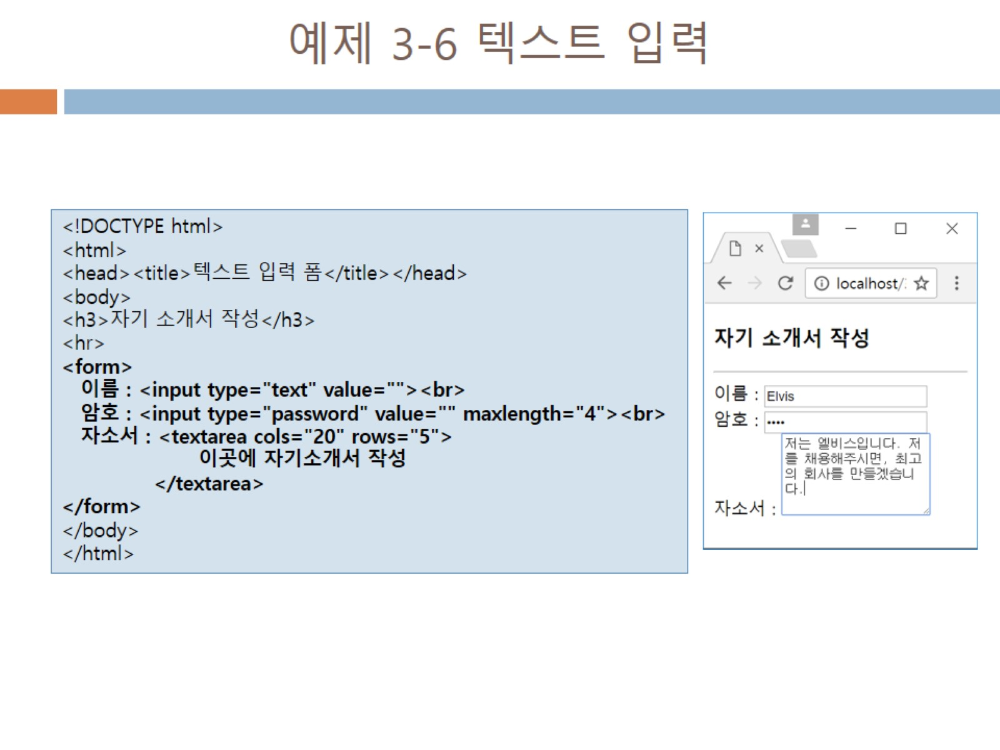 예제 3-6 텍스트 입력
<!DOCTYPE html>
<html>
<head><title>텍스트 입력 폼</title></head>
<body>
<h3>자기 소개서 작성</h3>
<hr>
<form>
이름 : <input type="text" value=""><br>
암호 : <input type="password" value="" maxlength="4"><br>
자소서 : <textarea cols="20" rows="5">
이곳에 자기소개서 작성
</textarea>
</form>
</body>
</html>
localhost/
자기 소개서 작성
이름 : Elvis
암호 : ••••
저는 엘비스입니다. 저
를 채용해주시면, 최고
의 회사를 만들겠습니
다.
자소서 :